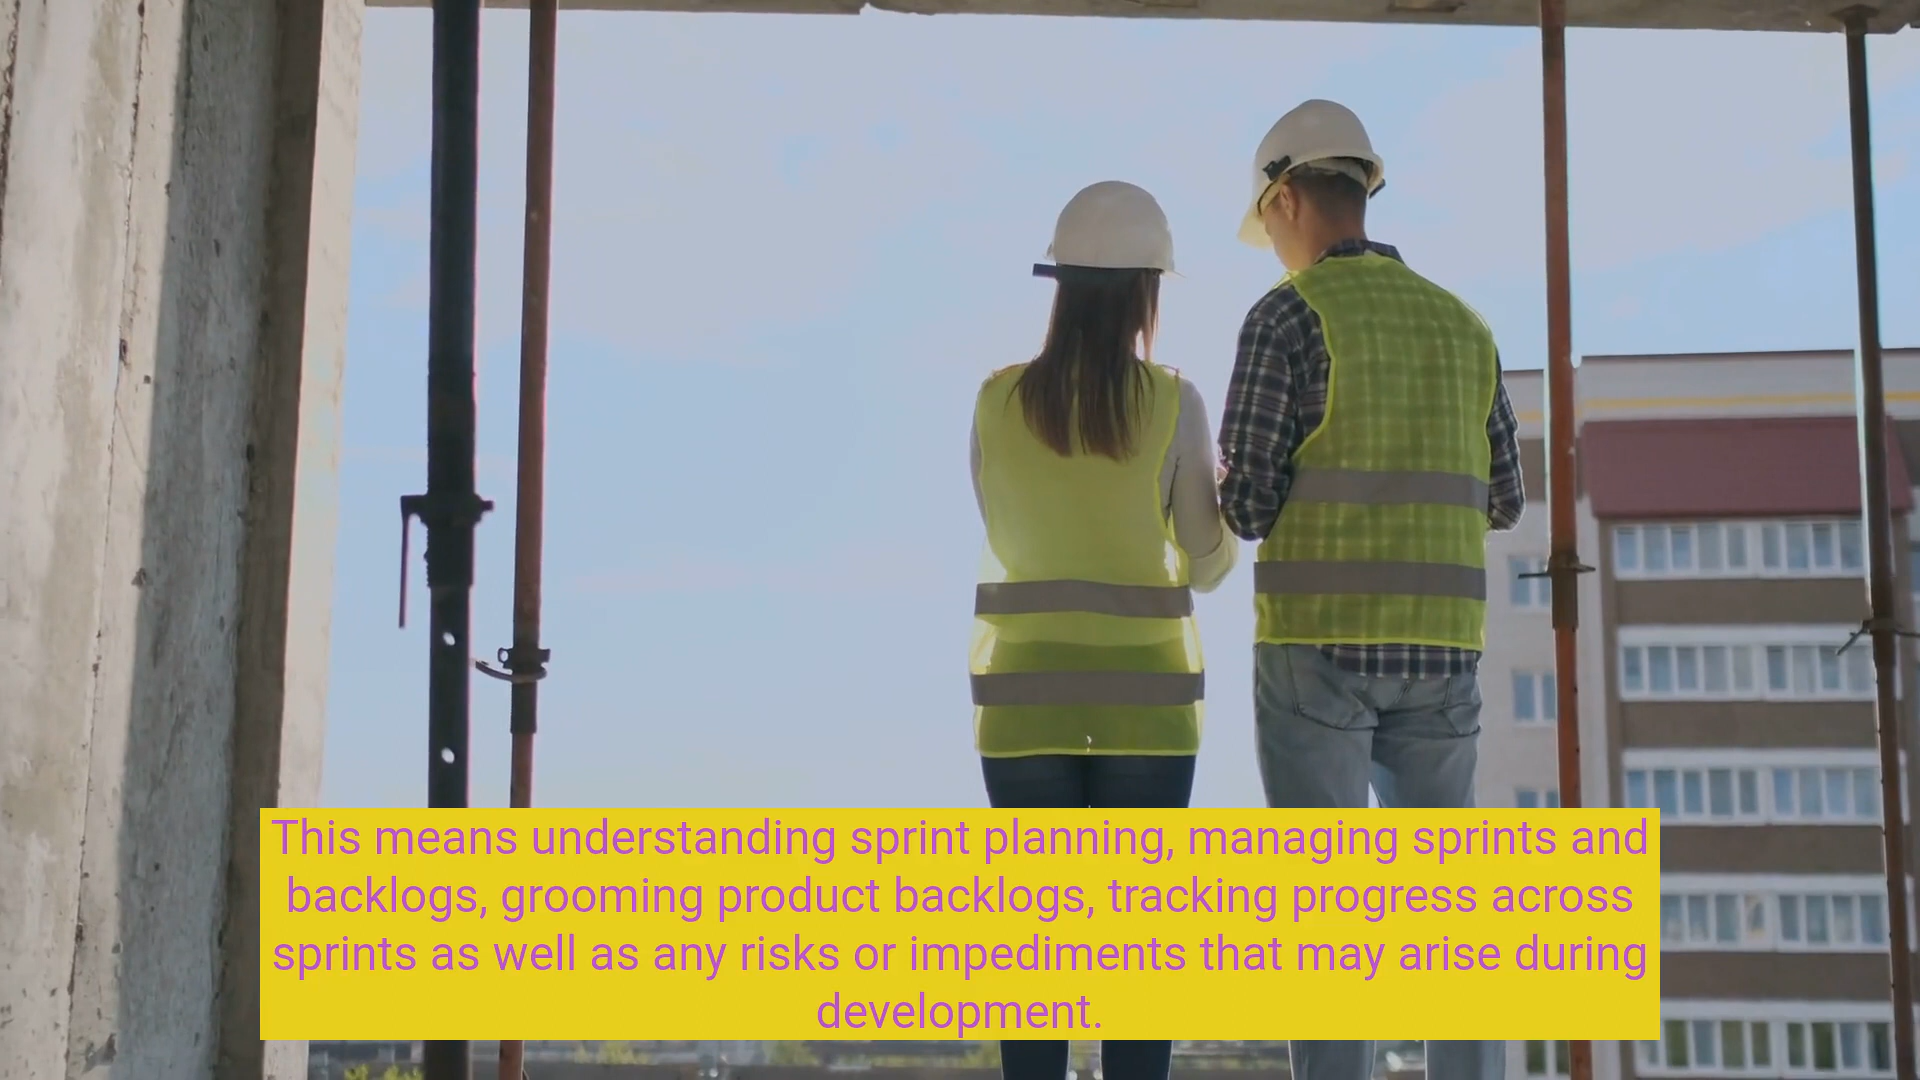 This means understanding sprint planning, managing sprints and
backlogs, grooming product backlogs, tracking progress across
sprints as well as any risks or impediments that may arise during
development.